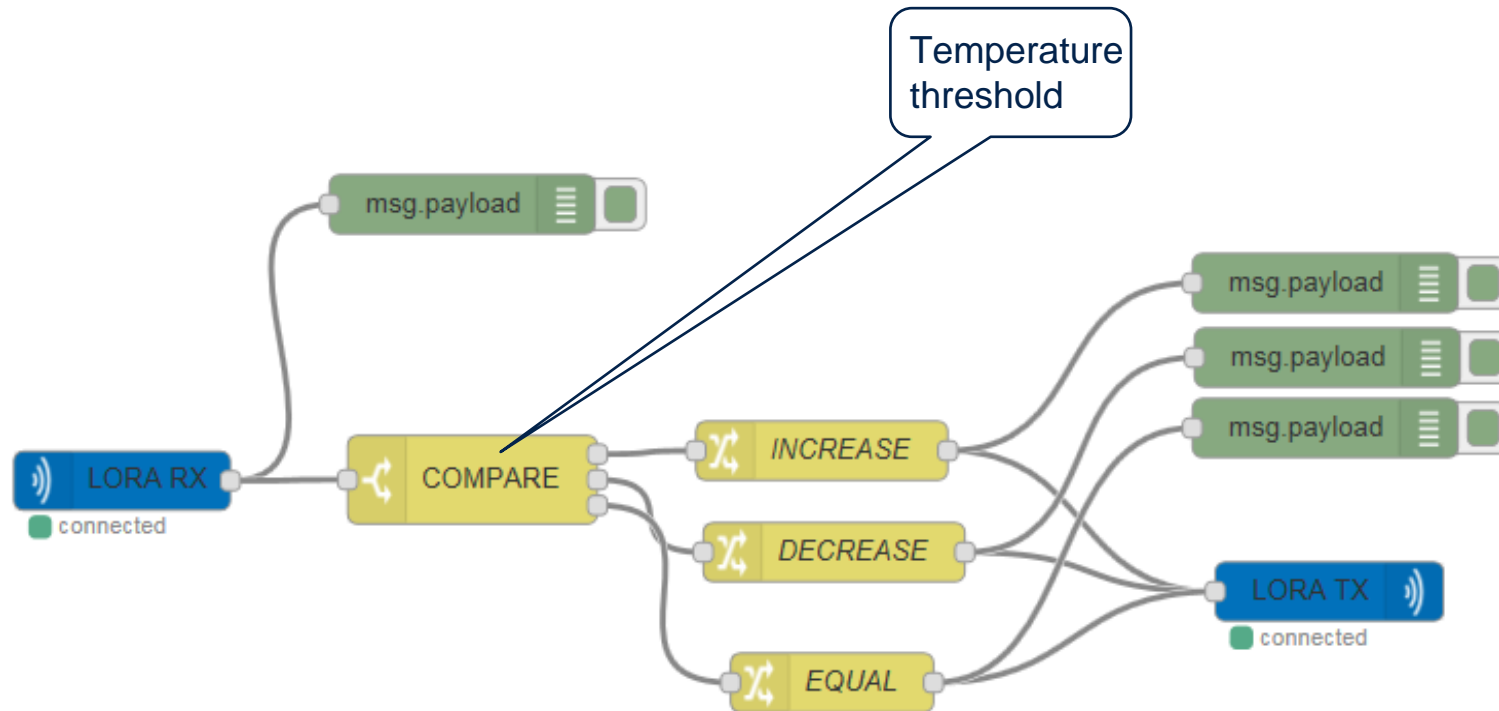 Temperature
threshold
msg.payload
msg.payload
msg.payload
msg.payload
INCREASE
LORA RX
COMPARE
connected
DECREASE
LORA TX
connected
EQUAL